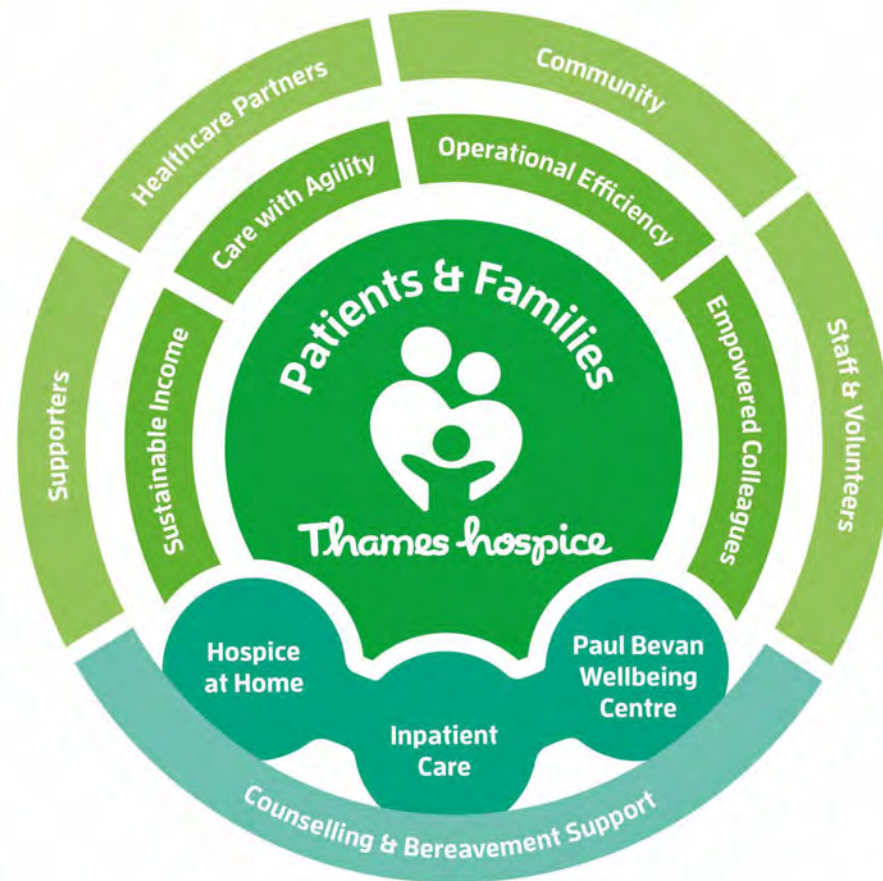 Healthcare Partners
Community
Staff & Volunteers
Supporters
Care with Agility
Operational Efficiency
Empowered Colleagues
Sustainable Income
Patients & Families
Thames hospice
Hospice
at Home
Inpatient
Care
Paul Bevan
Wellbeing
Centre
Counselling & Bereavement Support